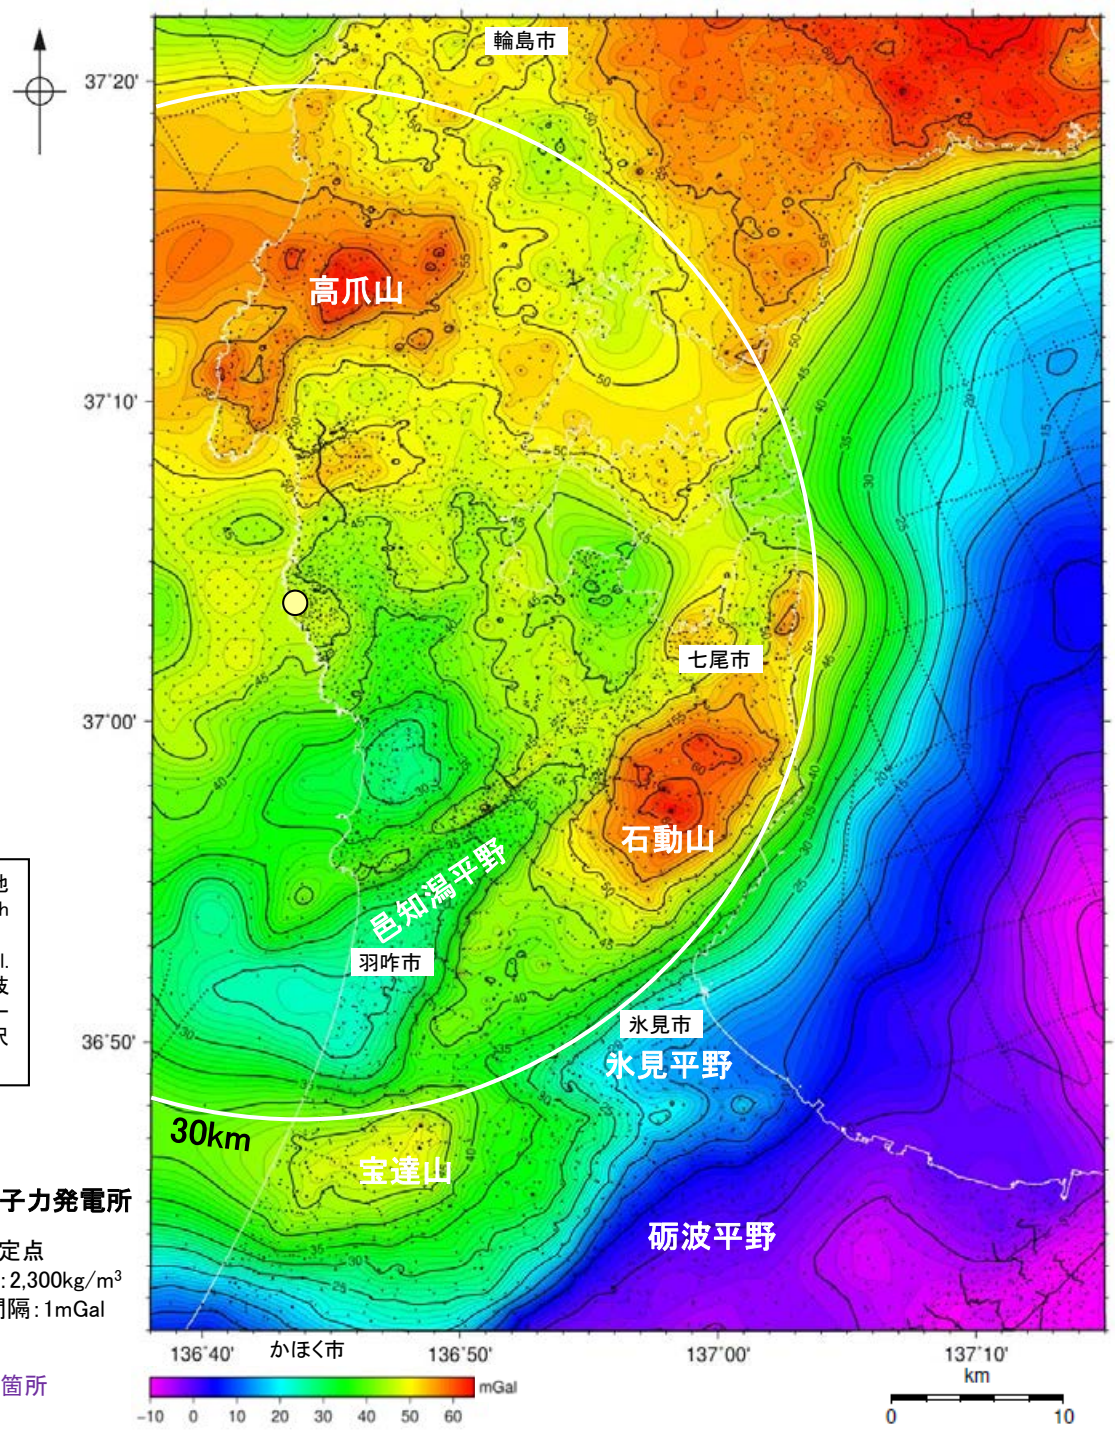 輪島市
37°20'
高爪山
37°10'
七尾市
37°00'
石動山
邑知潟平野
羽咋市
氷見市
36°50'
氷見平野
30km
宝達山
砺波平野
子力発電所
定点
:2,300kg/m³
間隔:1mGal
箇所
136°40'
かほく市
136°50'
137°00'
137°10'
mGal
-10 0 10 20 30 40 50 60
km
0 10